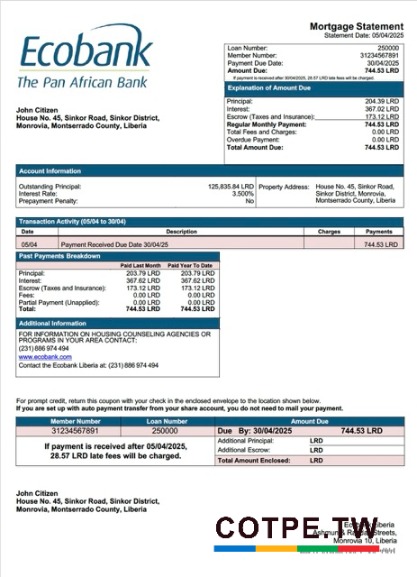 Ecobank
The Pan African Bank
Mortgage Statement
Statement Date: 05/04/2025
Loan Number: 250000
Member Number: 31234567891
Payment Due Date: 30/04/2025
Amount Due: 744.53 LRD
If payment is received after 30/04/2025, 28.57 LRD late fees will be charged.
John Citizen
House No. 45, Sinkor Road, Sinkor District,
Monrovia, Montserrado County, Liberia
Explanation of Amount Due
Principal: 204.39 LRD
Interest: 367.02 LRD
Escrow (Taxes and Insurance): 173.12 LRD
Regular Monthly Payment: 744.53 LRD
Total Fees and Charges: 0.00 LRD
Overdue Payment: 0.00 LRD
Total Amount Due: 744.53 LRD
Account Information
Outstanding Principal: 125,835.84 LRD
Interest Rate: 3.500%
Prepayment Penalty: No
Property Address: House No. 45, Sinkor Road,
Sinkor District, Monrovia,
Montserrado County, Liberia
Transaction Activity (05/04 to 30/04)
Date Description Charges Payments
05/04 Payment Received Due Date 30/04/25 744.53 LRD
Past Payments Breakdown
Paid Last Month Paid Year To Date
Principal: 203.79 LRD 203.79 LRD
Interest: 367.62 LRD 367.62 LRD
Escrow (Taxes and Insurance): 173.12 LRD 173.12 LRD
Fees: 0.00 LRD 0.00 LRD
Partial Payment (Unapplied): 0.00 LRD 0.00 LRD
Total: 744.53 LRD 744.53 LRD
Additional Information
FOR INFORMATION ON HOUSING COUNSELING AGENCIES OR
PROGRAMS IN YOUR AREA CONTACT:
(231) 886 974 494
www.ecobank.com
Contact the Ecobank Liberia at: (231) 886 974 494
For prompt credit, return this coupon with your check in the enclosed envelope to the location shown below.
If you are set up with auto payment transfer from your share account, you do not need to mail your payment.
Member Number Loan Number Amount Due
31234567891 250000 Due By: 30/04/2025 744.53 LRD
If payment is received after 05/04/2025,
28.57 LRD late fees will be charged.
Additional Principal: LRD
Additional Escrow: LRD
Total Amount Enclosed: LRD
John Citizen
House No. 45, Sinkor Road, Sinkor District,
Monrovia, Montserrado County, Liberia
COTPE.TW
Monrovia 10, Liberia